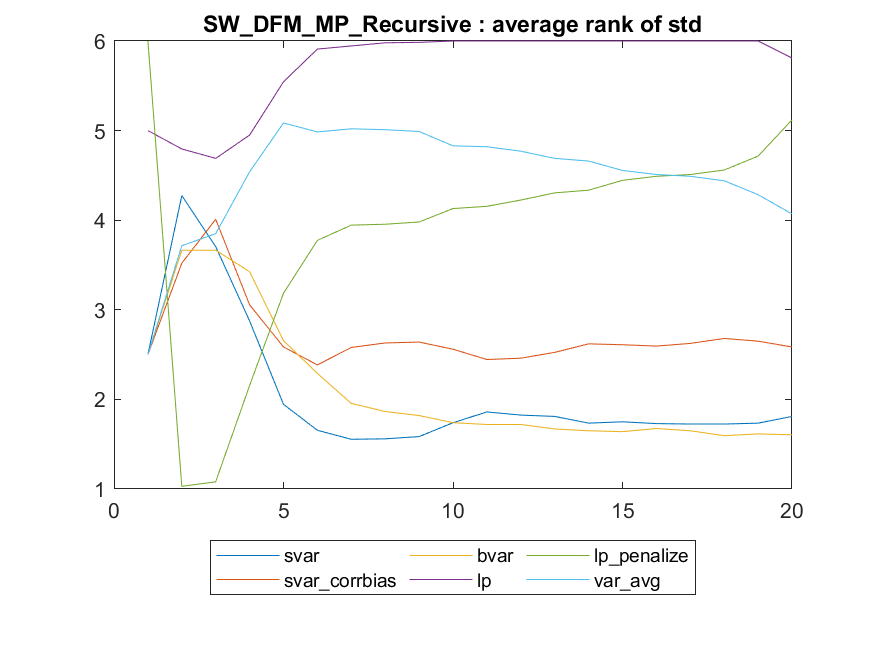 SW_DFM_MP_Recursive : average rank of std
6
5
4
3
2
1
0 5 10 15 20
svar bvar lp_penalize
svar_corrbias lp var_avg